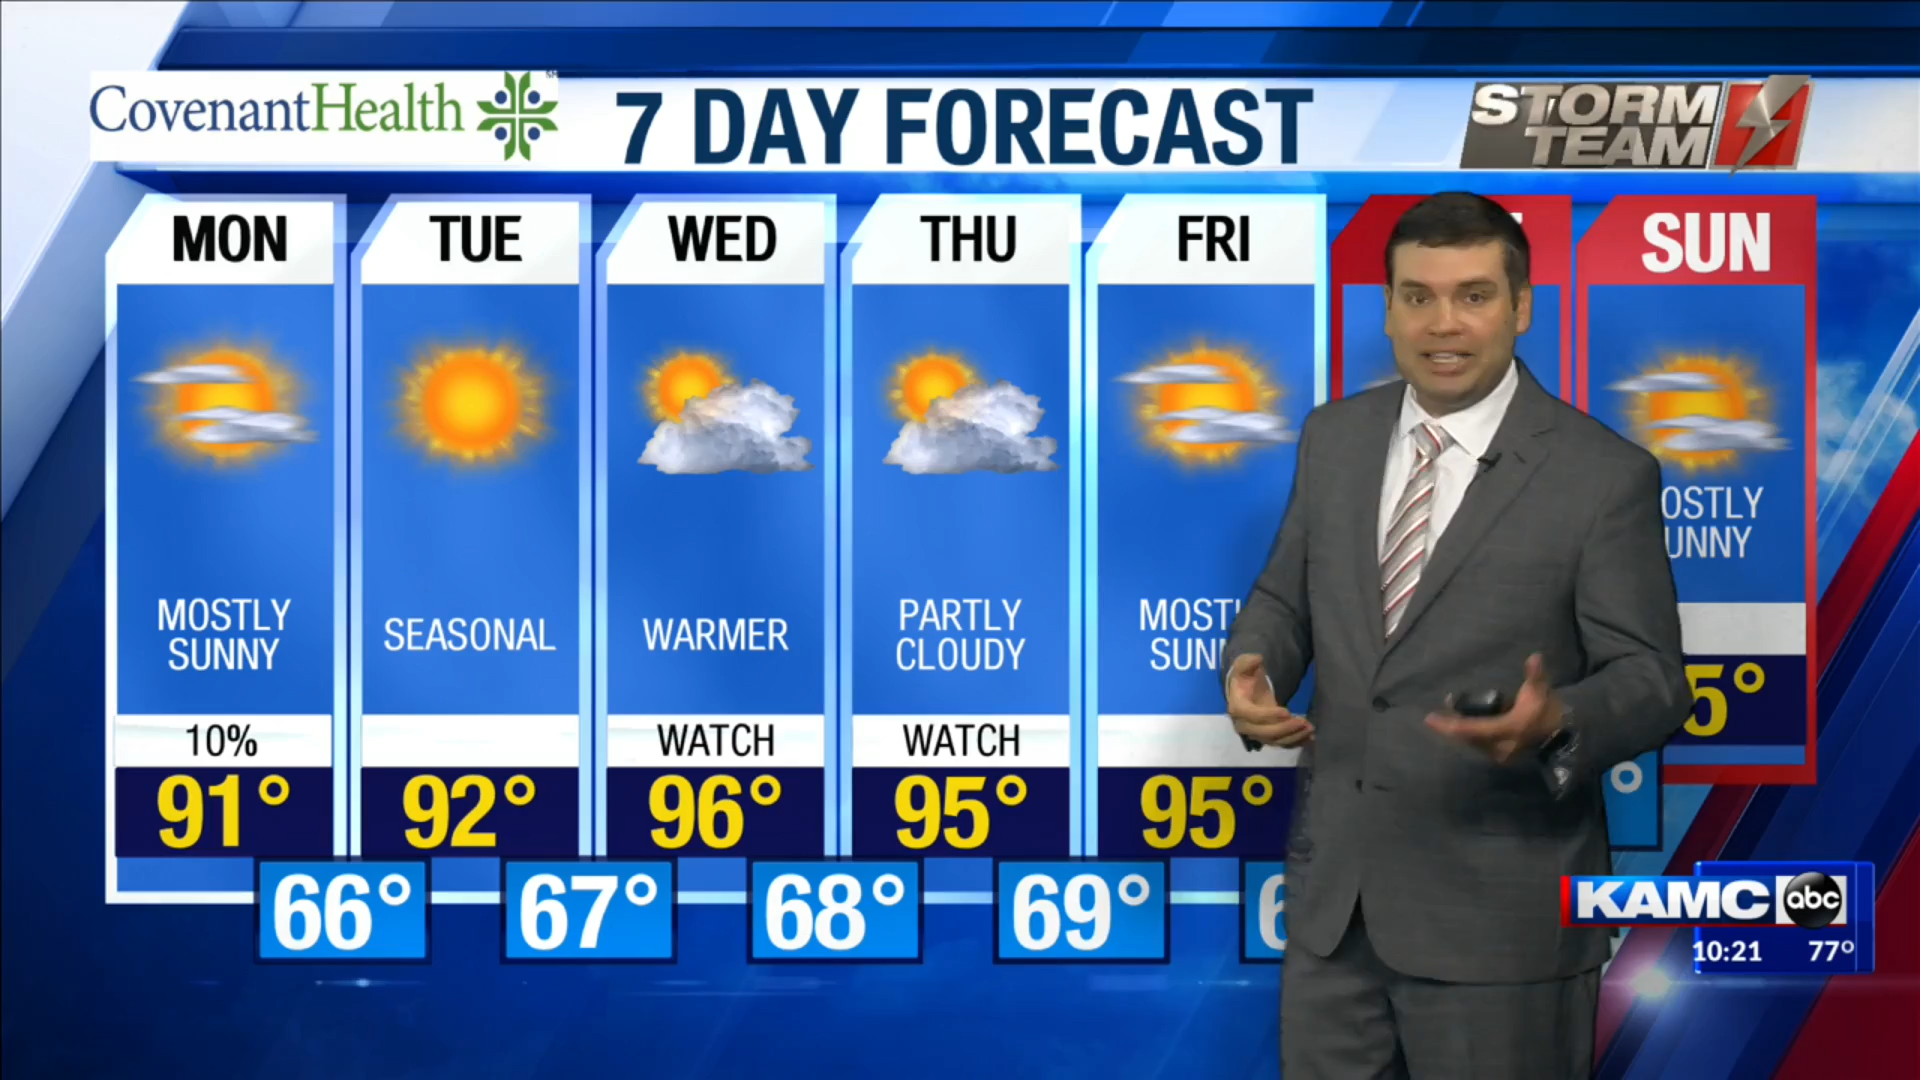 CovenantHealth SM
7 DAY FORECAST
STORM
TEAM
MON
TUE
WED
THU
FRI
SUN
MOSTLY
SUNNY
SEASONAL
WARMER
PARTLY
CLOUDY
10%
WATCH
WATCH
91°
92°
96°
95°
95°
66°
67°
68°
69°
KAMC abc
10:21 77°